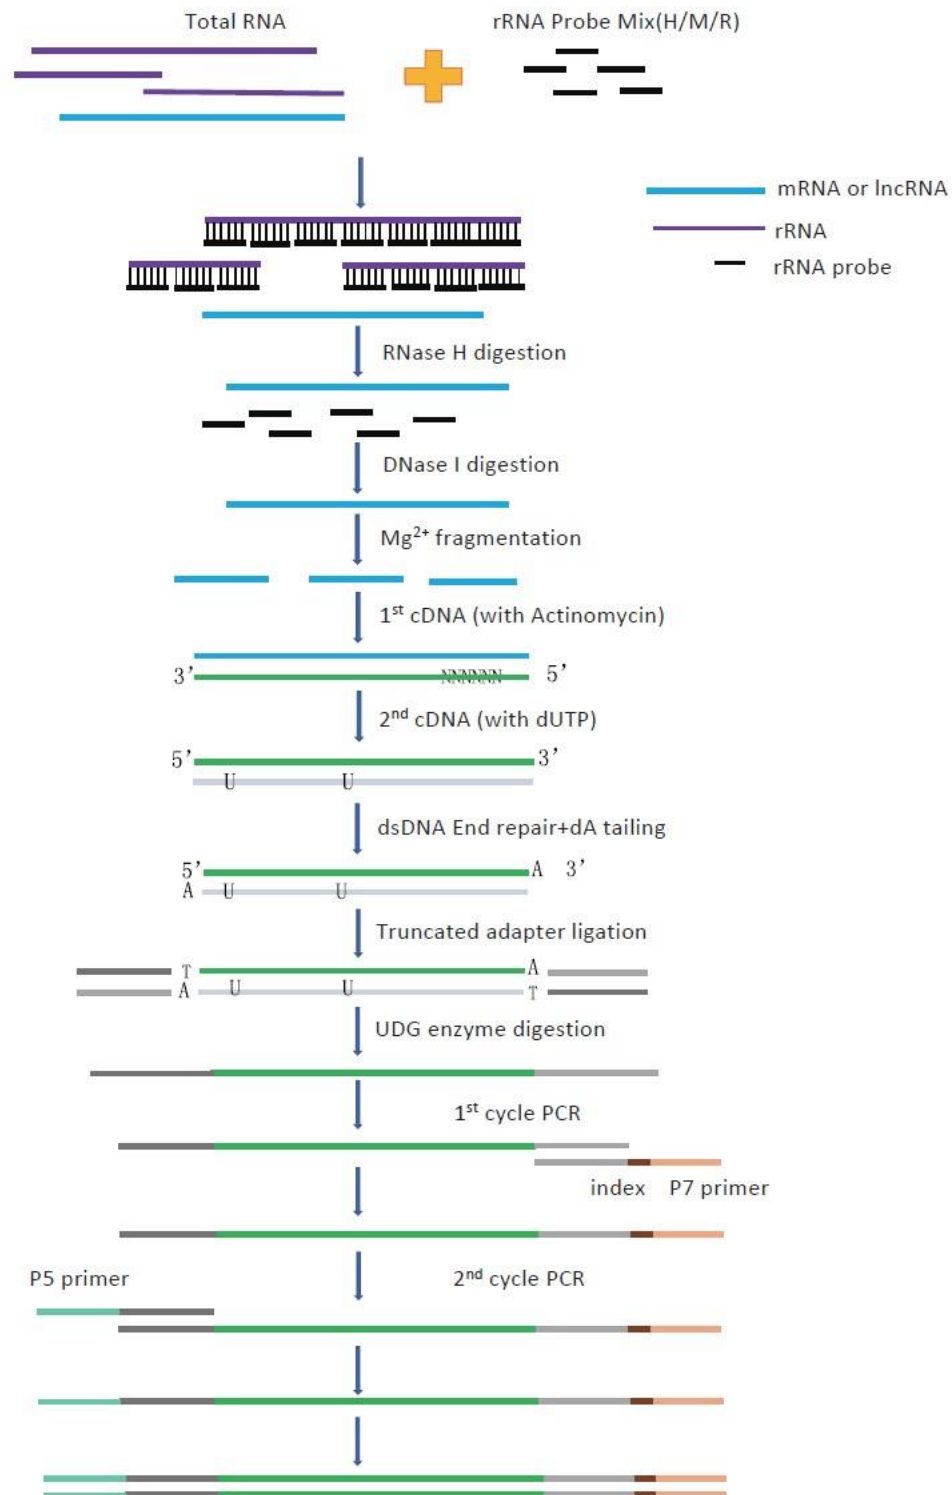 Total RNA
rRNA Probe Mix(H/M/R)
mRNA or lncRNA
rRNA
rRNA probe
RNase H digestion
DNase I digestion
Mg²⁺ fragmentation
1ˢᵗ cDNA (with Actinomycin)
3’ NNNNNN 5’
2ⁿᵈ cDNA (with dUTP)
5’ 3’
U U
dsDNA End repair+dA tailing
5’ A 3’
A U U
Truncated adapter ligation
T A
A U U T
UDG enzyme digestion
1ˢᵗ cycle PCR
index P7 primer
P5 primer
2ⁿᵈ cycle PCR